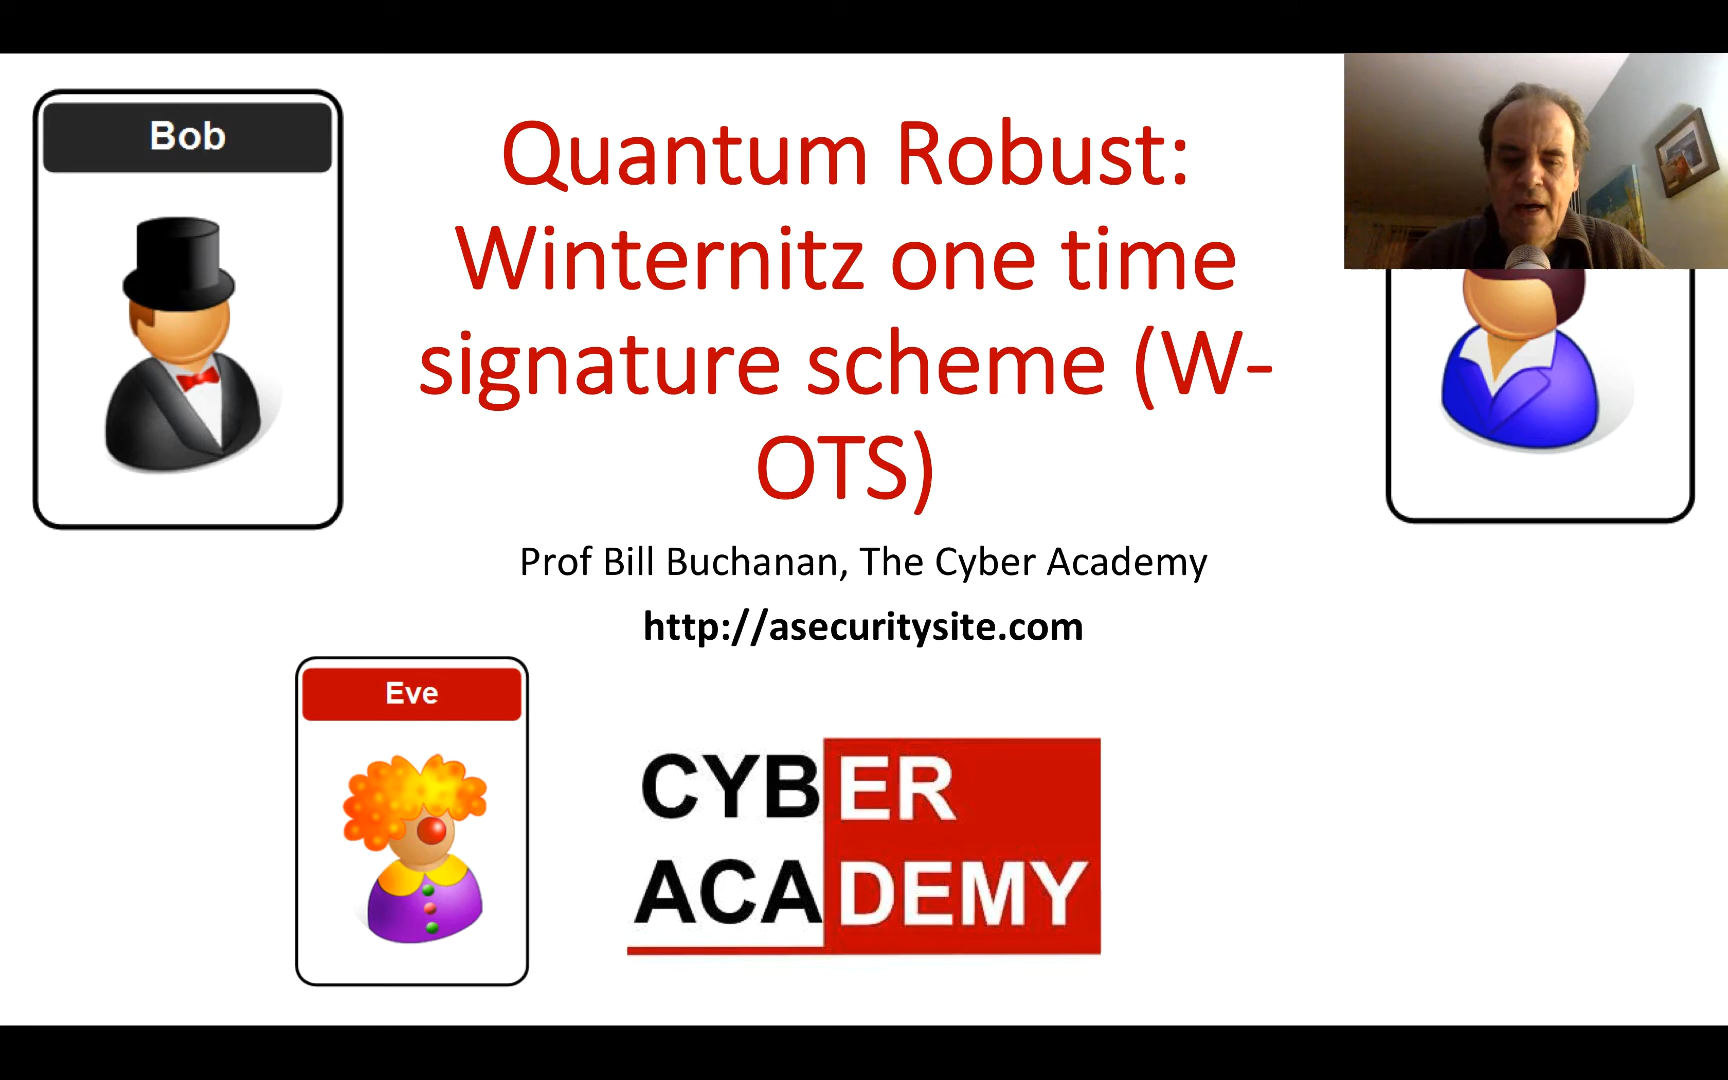 Bob
Quantum Robust:
Winternitz one time
signature scheme (W-
OTS)
Prof Bill Buchanan, The Cyber Academy
http://asecuritysite.com
Eve
CYBER
ACADEMY